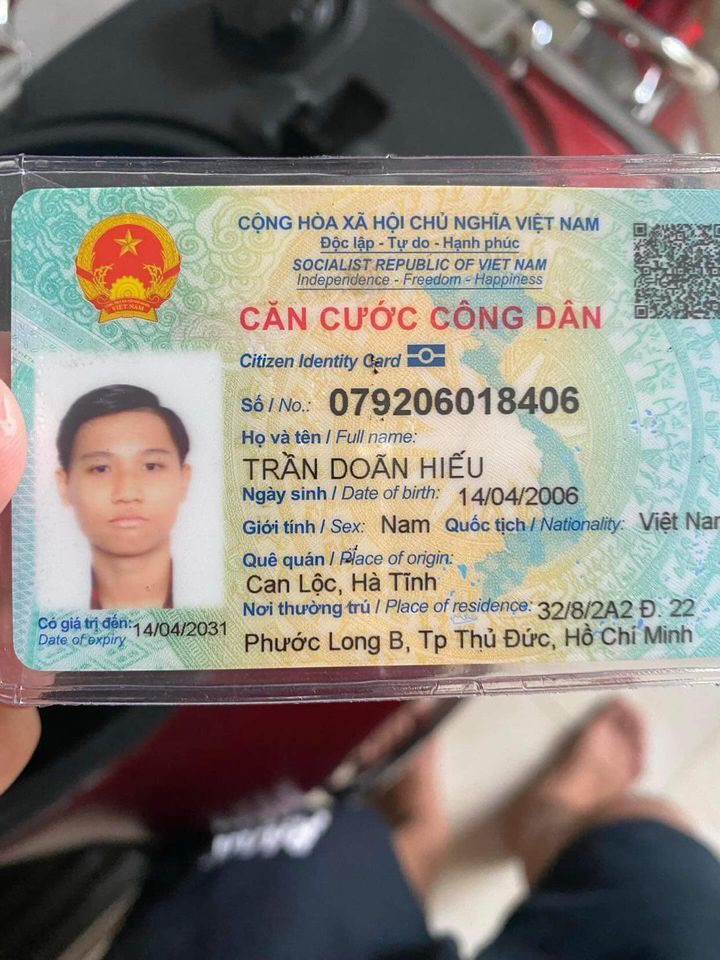 CỘNG HÒA XÃ HỘI CHỦ NGHĨA VIỆT NAM
Độc lập - Tự do - Hạnh phúc
SOCIALIST REPUBLIC OF VIET NAM
Independence - Freedom - Happiness
CĂN CƯỚC CÔNG DÂN
Citizen Identity Card
Số / No.: 079206018406
Họ và tên / Full name:
TRẦN DOÃN HIẾU
Ngày sinh / Date of birth: 14/04/2006
Giới tính / Sex: Nam Quốc tịch / Nationality: Việt Nam
Quê quán / Place of origin:
Can Lộc, Hà Tĩnh
Nơi thường trú / Place of residence: 32/8/2A2 Đ. 22
Phước Long B, Tp Thủ Đức, Hồ Chí Minh
Có giá trị đến: 14/04/2031
Date of expiry
VIỆT NAM